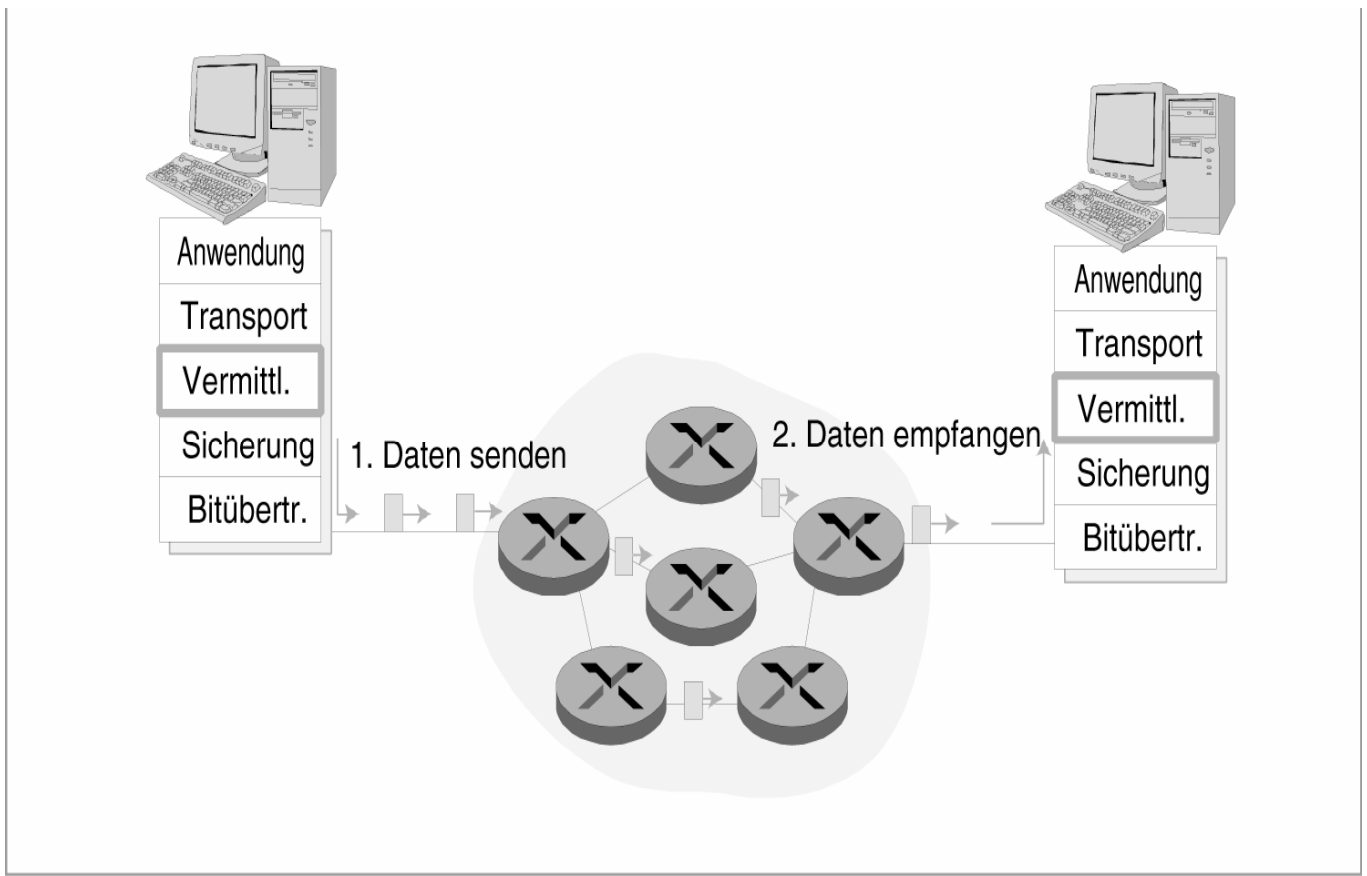 Anwendung
Transport
Vermittl.
Sicherung
Bitübertr.
1. Daten senden
2. Daten empfangen
Anwendung
Transport
Vermittl.
Sicherung
Bitübertr.